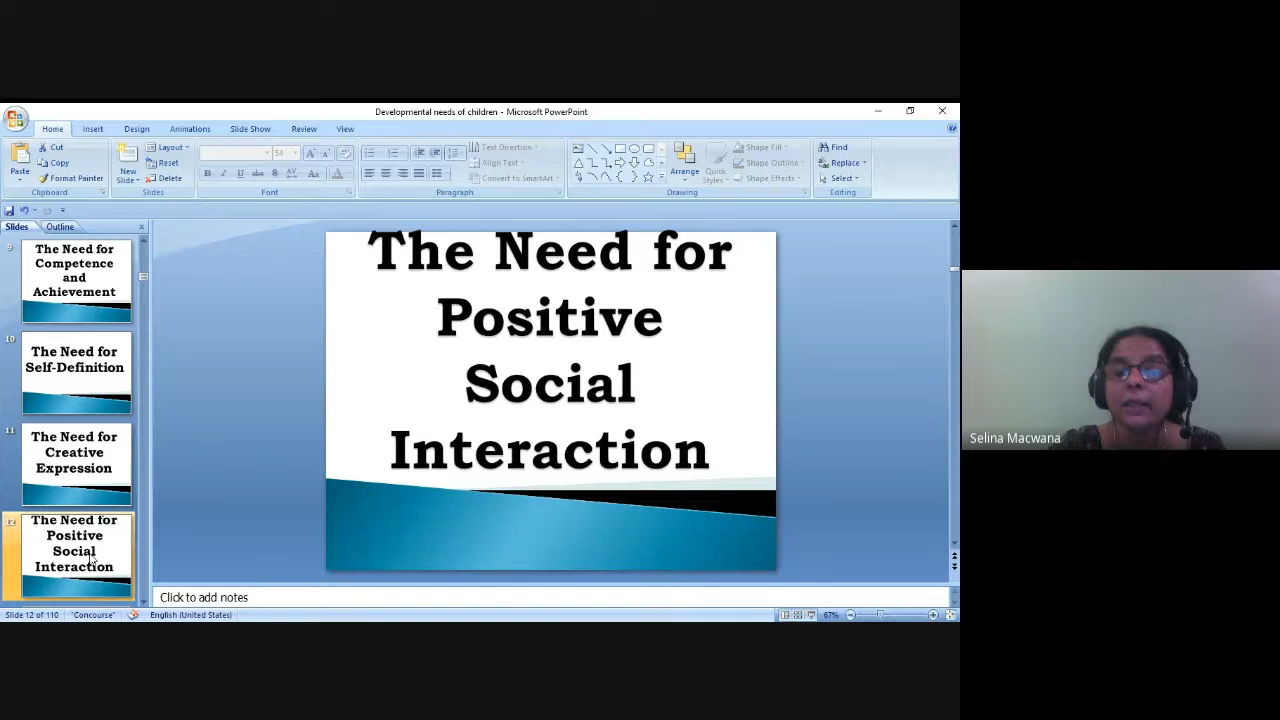 Developmental needs of children - Microsoft PowerPoint
Home Insert Design Animations Slide Show Review View
Paste
Cut
Copy
Format Painter
Clipboard
New
Slide
Layout
Reset
Delete
Slides
54
B I U abc S AV Aa A
Font
Text Direction
Align Text
Convert to SmartArt
Paragraph
Arrange
Quick
Styles
Shape Fill
Shape Outline
Shape Effects
Drawing
Find
Replace
Select
Editing
Slides Outline
9
The Need for
Competence
and
Achievement
10
The Need for
Self-Definition
11
The Need for
Creative
Expression
12
The Need for
Positive
Social
Interaction
The Need for
Positive
Social
Interaction
Click to add notes
Slide 12 of 110 "Concourse" English (United States) 67%
Selina Macwana